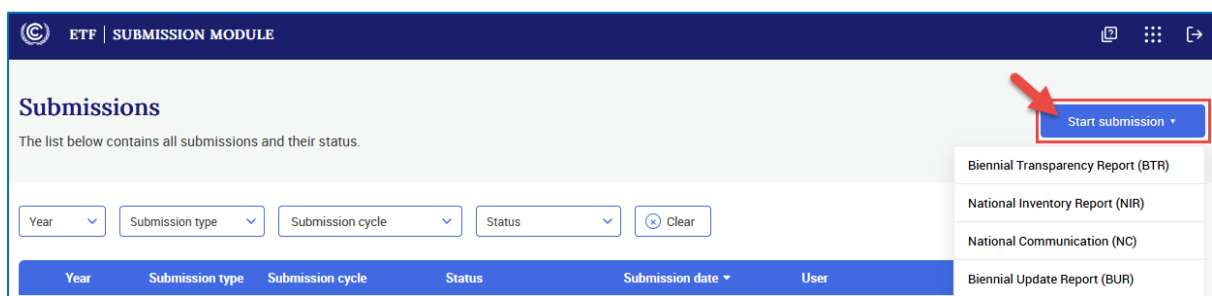 ETF | SUBMISSION MODULE
Submissions
The list below contains all submissions and their status.
Start submission
Biennial Transparency Report (BTR)
National Inventory Report (NIR)
National Communication (NC)
Biennial Update Report (BUR)
Year Submission type Submission cycle Status Clear
Year Submission type Submission cycle Status Submission date User